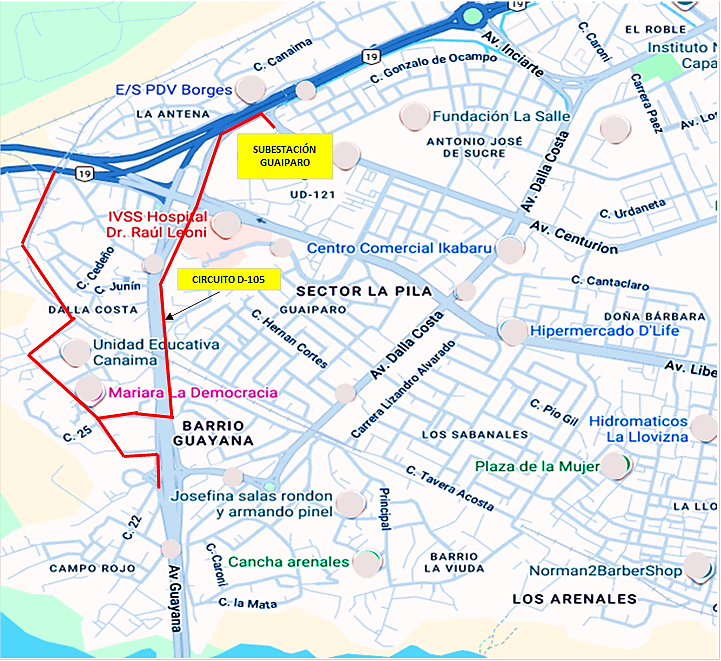 19
EL ROBLE
Av. Inciarte
C. Caroni
Instituto N
Capa
C. Canaima
19
C. Gonzalo de Ocampo
E/S PDV Borges
Carrera Paez
LA ANTENA
Fundación La Salle
Av. Los
SUBESTACIÓN
GUAIPARO
ANTONIO JOSÉ
DE SUCRE
Av. Dalla Costa
19
UD-121
C. Urdaneta
IVSS Hospital
Dr. Raúl Leoni
Av. Centurion
Centro Comercial Ikabaru
C. Cedeño
CIRCUITO D-105
C. Junín
SECTOR LA PILA
C. Cantaclaro
DALLA COSTA
GUAIPARO
DOÑA BÁRBARA
C. Hernan Cortes
Av. Dalla Costa
Hipermercado D'Life
Unidad Educativa
Canaima
Carrera Lizandro Alvarado
Av. Libe
Mariara La Democracia
C. Pio Gil
BARRIO
GUAYANA
C. 25
LOS SABANALES
Hidromaticos
La Llovizna
Plaza de la Mujer
C. Tavera Acosta
Josefina salas rondon
y armando pinel
Principal
LA LLO
C. 22
C. Caroni
Cancha arenales
BARRIO
LA VIUDA
CAMPO ROJO
Norman2BarberShop
Av Guayana
C. la Mata
LOS ARENALES